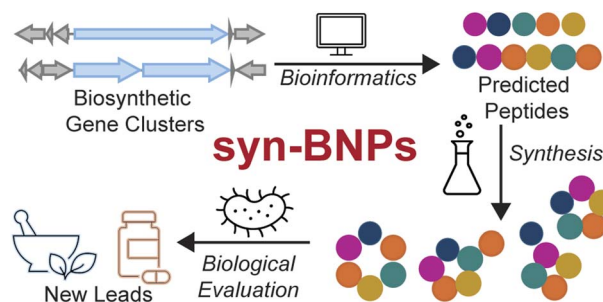 Biosynthetic
Gene Clusters
Bioinformatics
Predicted
Peptides
syn-BNPs
Synthesis
New Leads
Biological
Evaluation